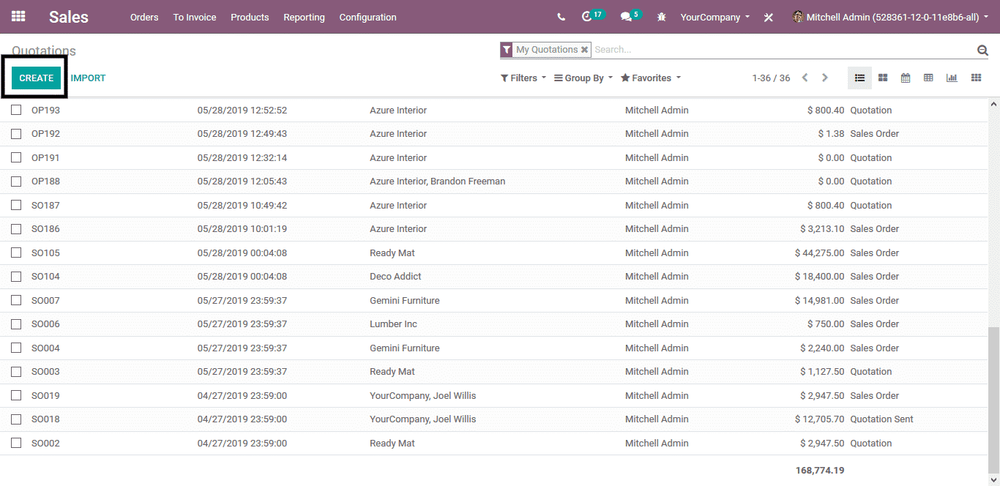 Sales Orders To Invoice Products Reporting Configuration 17 5 YourCompany Mitchell Admin (528361-12-0-11e8b6-all)
Quotations My Quotations Search...
CREATE IMPORT Filters Group By Favorites 1-36 / 36
OP193 05/28/2019 12:52:52 Azure Interior Mitchell Admin $ 800.40 Quotation
OP192 05/28/2019 12:49:43 Azure Interior Mitchell Admin $ 1.38 Sales Order
OP191 05/28/2019 12:32:14 Azure Interior Mitchell Admin $ 0.00 Quotation
OP188 05/28/2019 12:05:43 Azure Interior, Brandon Freeman Mitchell Admin $ 0.00 Quotation
SO187 05/28/2019 10:49:42 Azure Interior Mitchell Admin $ 800.40 Quotation
SO186 05/28/2019 10:01:19 Azure Interior Mitchell Admin $ 3,213.10 Sales Order
SO105 05/28/2019 00:04:08 Ready Mat Mitchell Admin $ 44,275.00 Sales Order
SO104 05/28/2019 00:04:08 Deco Addict Mitchell Admin $ 18,400.00 Sales Order
SO007 05/27/2019 23:59:37 Gemini Furniture Mitchell Admin $ 14,981.00 Sales Order
SO006 05/27/2019 23:59:37 Lumber Inc Mitchell Admin $ 750.00 Sales Order
SO004 05/27/2019 23:59:37 Gemini Furniture Mitchell Admin $ 2,240.00 Sales Order
SO003 05/27/2019 23:59:37 Ready Mat Mitchell Admin $ 1,127.50 Quotation
SO019 04/27/2019 23:59:00 YourCompany, Joel Willis Mitchell Admin $ 2,947.50 Sales Order
SO018 04/27/2019 23:59:00 YourCompany, Joel Willis Mitchell Admin $ 12,705.70 Quotation Sent
SO002 04/27/2019 23:59:00 Ready Mat Mitchell Admin $ 2,947.50 Quotation
168,774.19